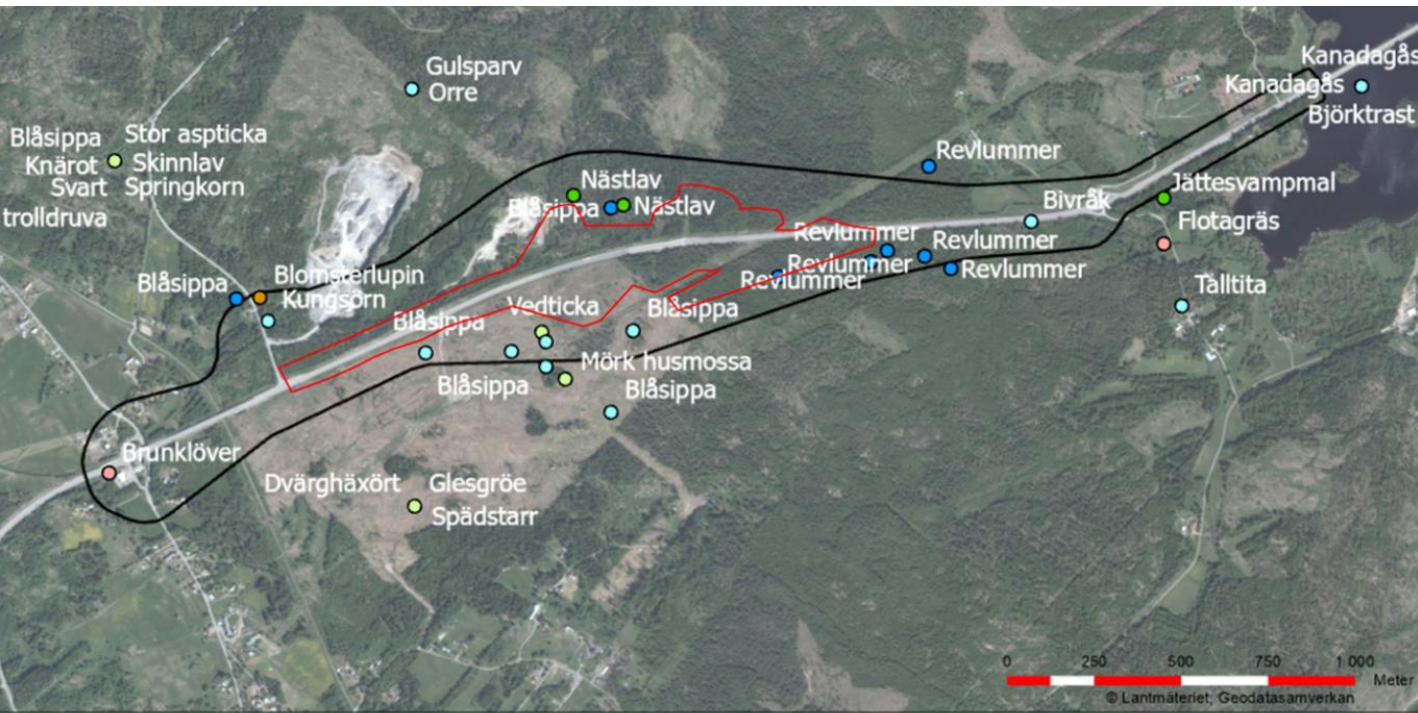 Kanadagås
Gulsparv
Orre
Kanadagås
Björktrast
Blåsippa
Stor aspticka
Knärot
Skinnlav
Svart
Springkorn
trolldruva
Revlummer
Nästlav
Jättesvampmal
Blåsippa
Nästlav
Bivråk
Flotagräs
Revlummer
Revlummer
Revlummer
Revlummer
Revlummer
Blåsippa
Blomsterlupin
Kungsörn
Talltita
Vedticka
Blåsippa
Blåsippa
Mörk husmossa
Blåsippa
Blåsippa
Brunklöver
Dvärghäxört
Glesgröe
Spädstarr
0 250 500 750 1 000
Meter
© Lantmäteriet, Geodatasamverkan